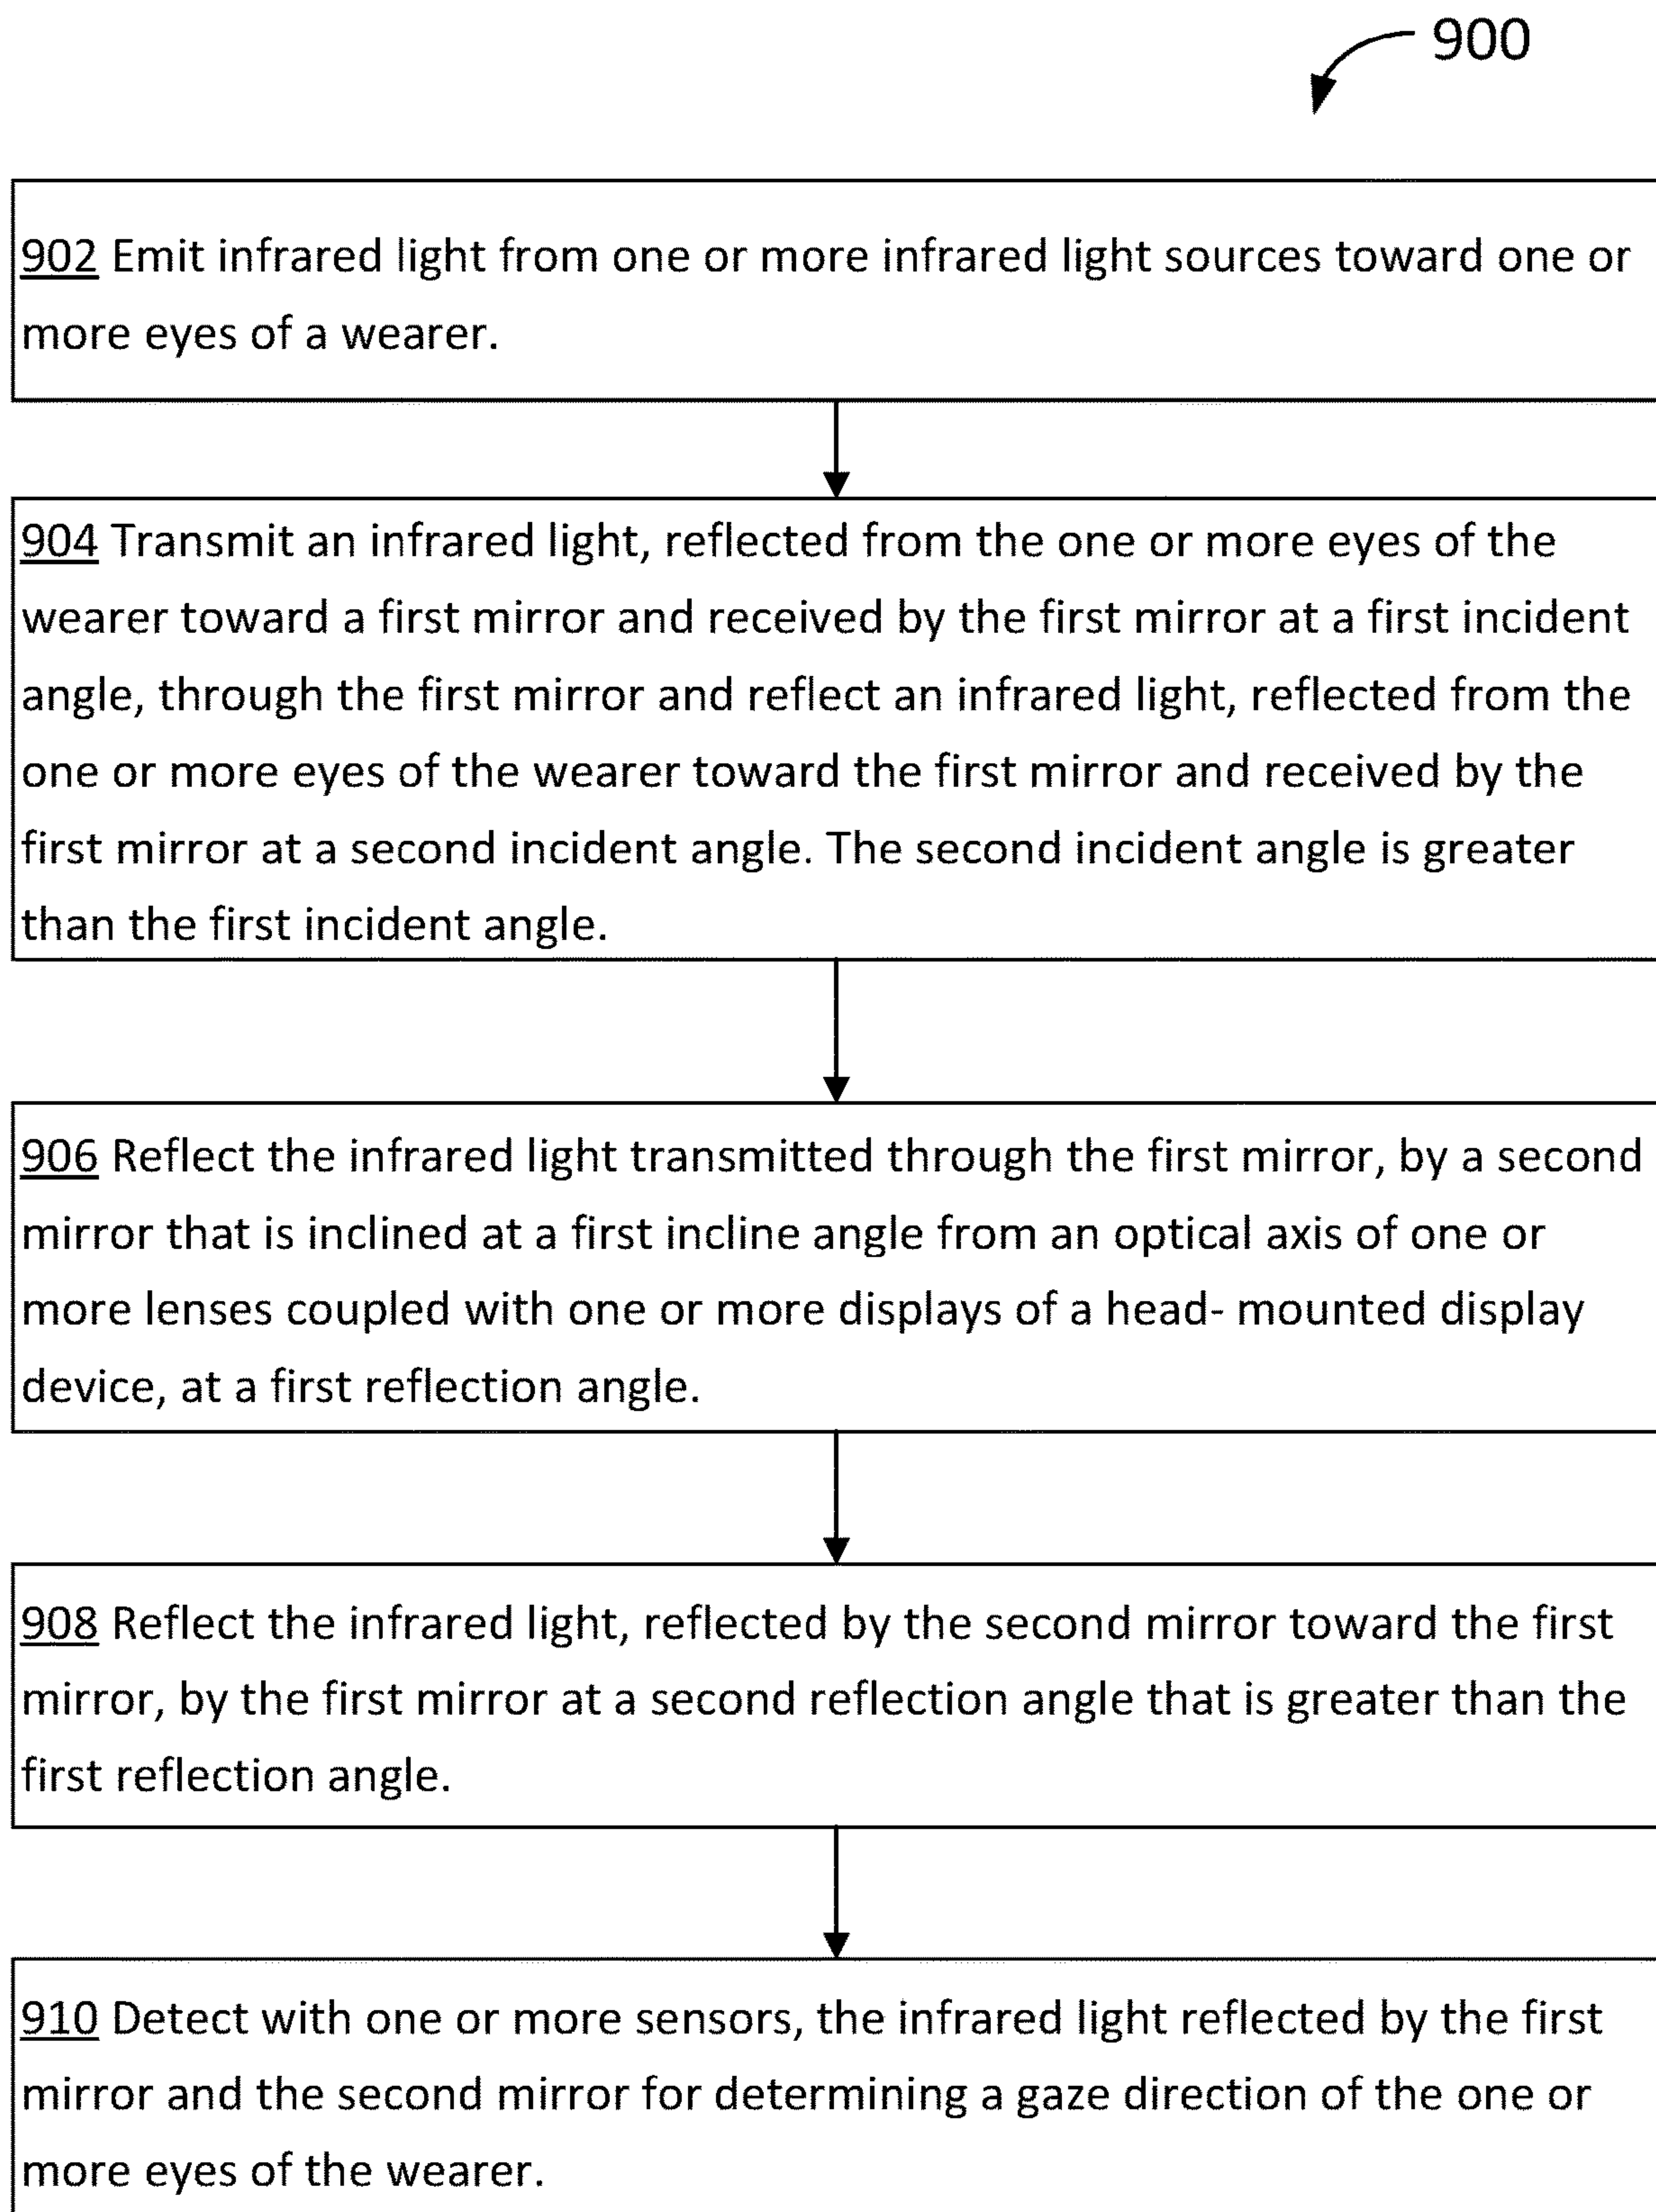 900
902 Emit infrared light from one or more infrared light sources toward one or
more eyes of a wearer.
904 Transmit an infrared light, reflected from the one or more eyes of the
wearer toward a first mirror and received by the first mirror at a first incident
angle, through the first mirror and reflect an infrared light, reflected from the
one or more eyes of the wearer toward the first mirror and received by the
first mirror at a second incident angle. The second incident angle is greater
than the first incident angle.
906 Reflect the infrared light transmitted through the first mirror, by a second
mirror that is inclined at a first incline angle from an optical axis of one or
more lenses coupled with one or more displays of a head- mounted display
device, at a first reflection angle.
908 Reflect the infrared light, reflected by the second mirror toward the first
mirror, by the first mirror at a second reflection angle that is greater than the
first reflection angle.
910 Detect with one or more sensors, the infrared light reflected by the first
mirror and the second mirror for determining a gaze direction of the one or
more eyes of the wearer.